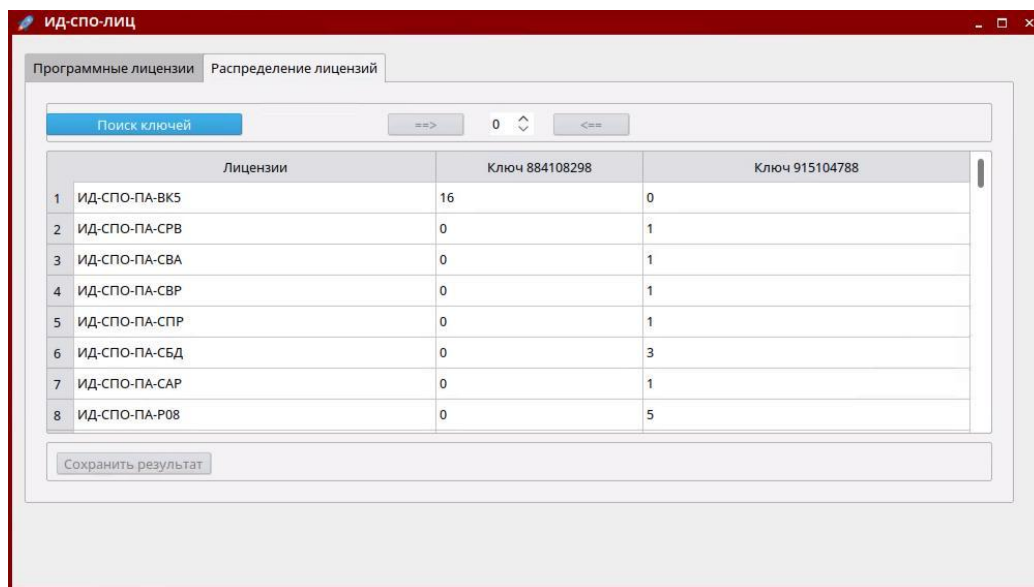 ИД-СПО-ЛИЦ
Программные лицензии Распределение лицензий
Поиск ключей ==> 0 <==
Лицензии Ключ 884108298 Ключ 915104788
1 ИД-СПО-ПА-ВК5 16 0
2 ИД-СПО-ПА-СРВ 0 1
3 ИД-СПО-ПА-СВА 0 1
4 ИД-СПО-ПА-СВР 0 1
5 ИД-СПО-ПА-СПР 0 1
6 ИД-СПО-ПА-СБД 0 3
7 ИД-СПО-ПА-САР 0 1
8 ИД-СПО-ПА-Р08 0 5
Сохранить результат